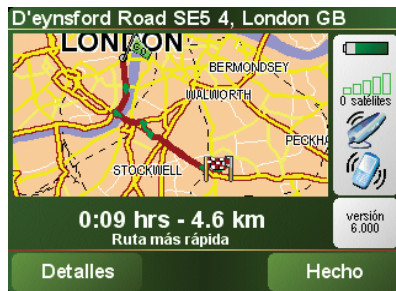 D'eynsford Road SE5 4, London GB
LONDON
GO
BERMONDSEY
WALWORTH
PECKHA
STOCKWELL
0 satélites
0:09 hrs - 4.6 km
Ruta más rápida
versión
6.000
Detalles
Hecho